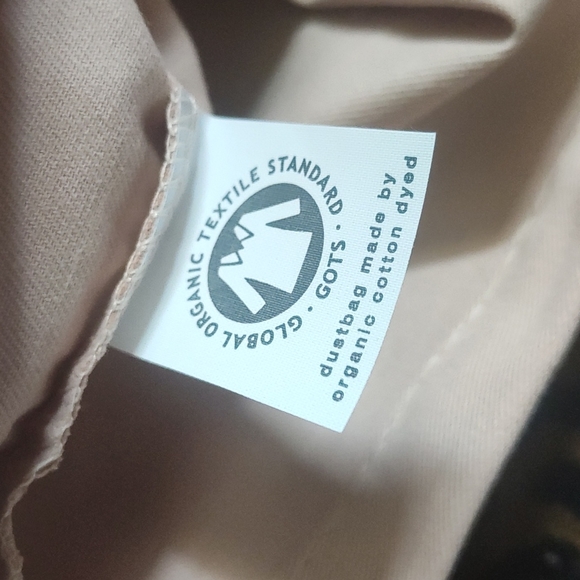 GLOBAL ORGANIC TEXTILE STANDARD · GOTS ·
dustbag made by
organic cotton dyed